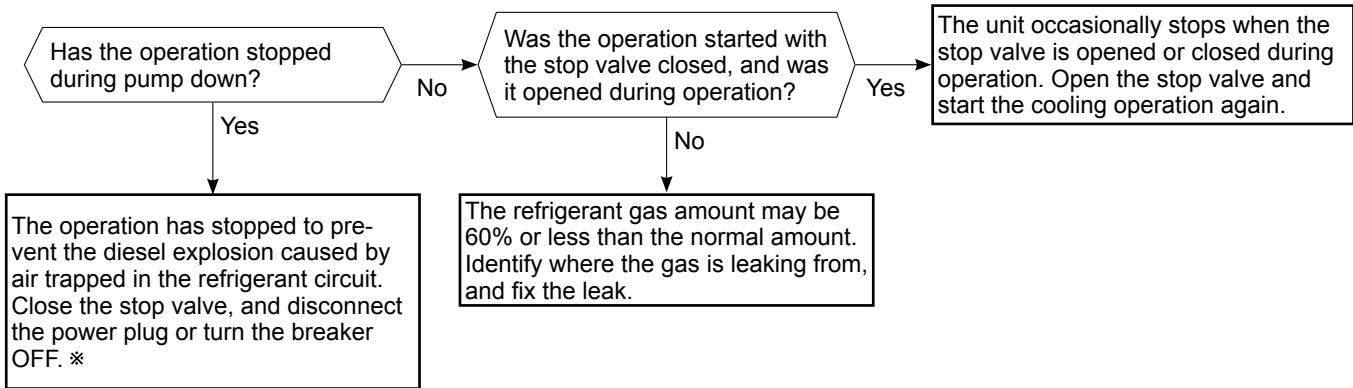 Has the operation stopped
during pump down?
No
Yes
Was the operation started with
the stop valve closed, and was
it opened during operation?
Yes
No
The unit occasionally stops when the
stop valve is opened or closed during
operation. Open the stop valve and
start the cooling operation again.
The operation has stopped to pre-
vent the diesel explosion caused by
air trapped in the refrigerant circuit.
Close the stop valve, and disconnect
the power plug or turn the breaker
OFF. ※
The refrigerant gas amount may be
60% or less than the normal amount.
Identify where the gas is leaking from,
and fix the leak.